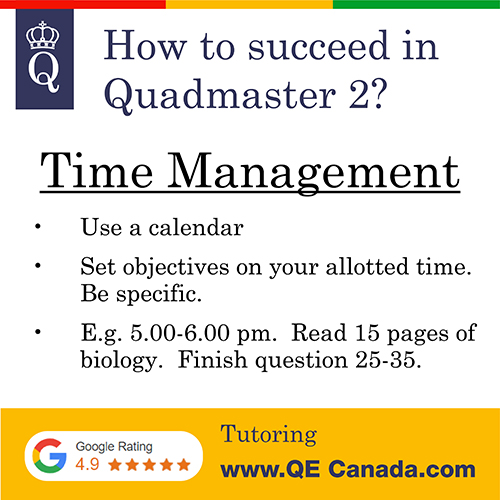 Q
How to succeed in
Quadmaster 2?
Time Management
• Use a calendar
• Set objectives on your allotted time.
Be specific.
• E.g. 5.00-6.00 pm.  Read 15 pages of
biology.  Finish question 25-35.
G
Google Rating
4.9 ★★★★★
Tutoring
www.QE Canada.com